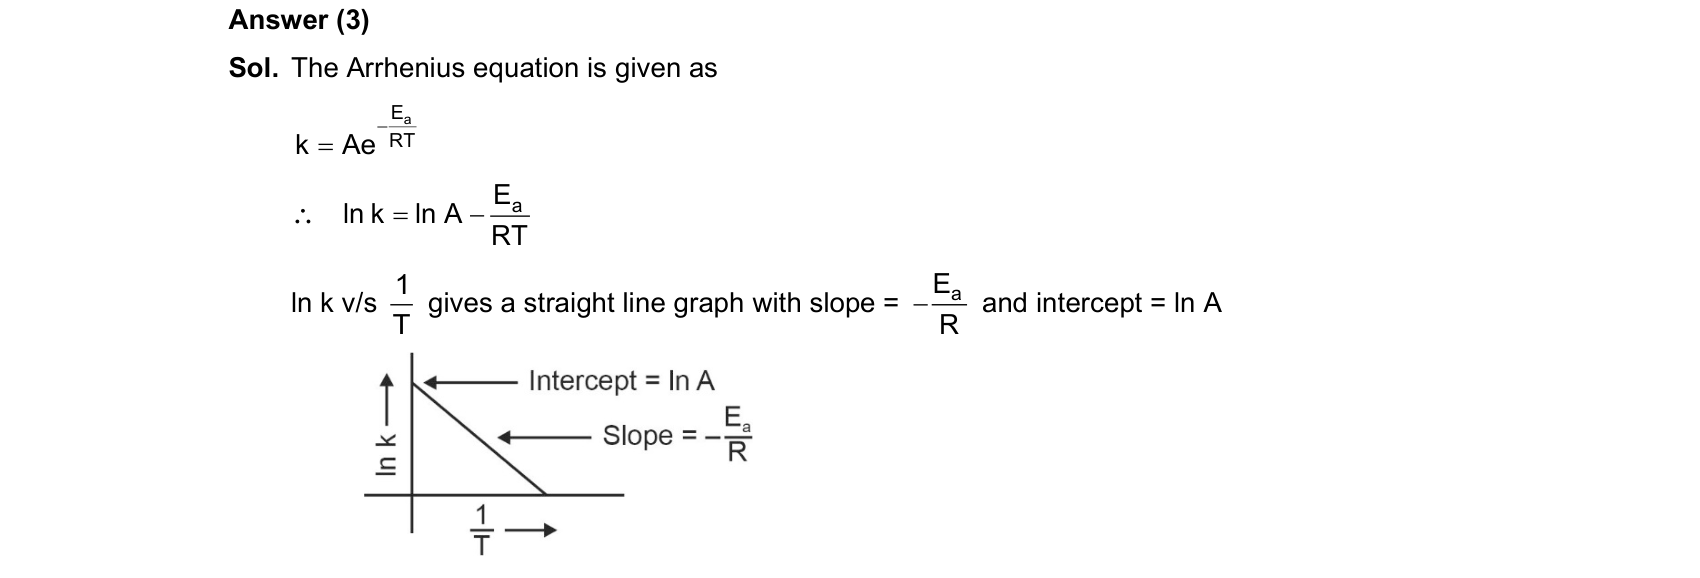 Answer (3)
Sol. The Arrhenius equation is given as
k = Ae^(-Ea/RT)
∴ ln k = ln A − Ea/RT
ln k v/s 1/T gives a straight line graph with slope = −Ea/R and intercept = ln A
Intercept = ln A
Slope = −Ea/R
ln k
1/T